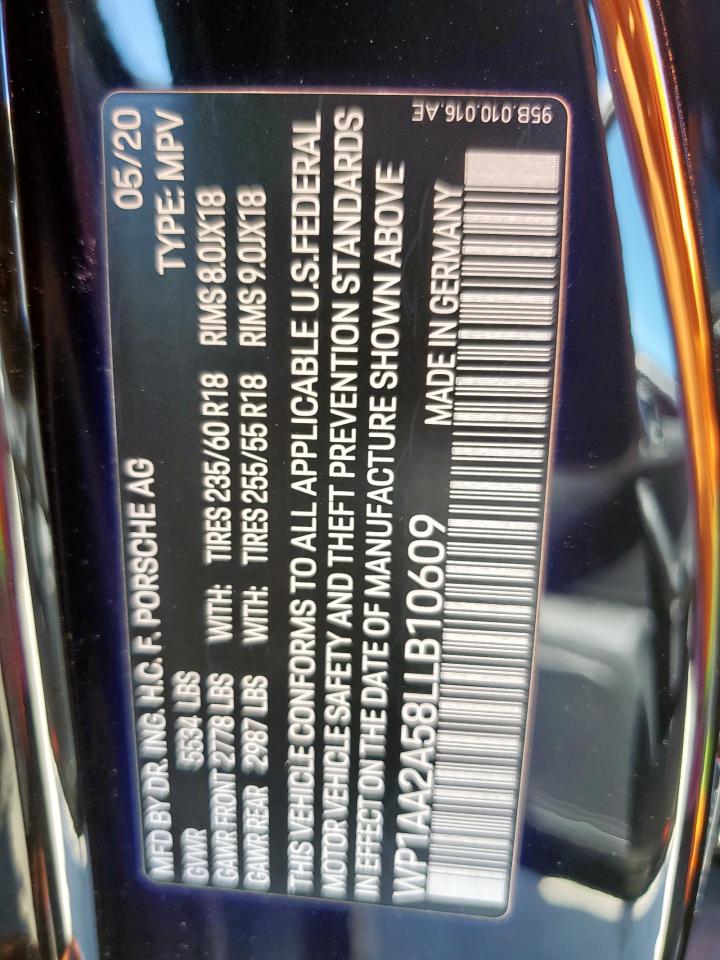 MFD BY DR. ING. H.C. F. PORSCHE AG 05/20
GVWR 5534 LBS TYPE: MPV
GAWR FRONT 2778 LBS WITH: TIRES 235/60 R18 RIMS 8.0JX18
GAWR REAR 2987 LBS WITH: TIRES 255/55 R18 RIMS 9.0JX18
THIS VEHICLE CONFORMS TO ALL APPLICABLE U.S.FEDERAL
MOTOR VEHICLE SAFETY AND THEFT PREVENTION STANDARDS
IN EFFECT ON THE DATE OF MANUFACTURE SHOWN ABOVE
WP1AA2A58LLB10609 MADE IN GERMANY
95B.010.016.AE